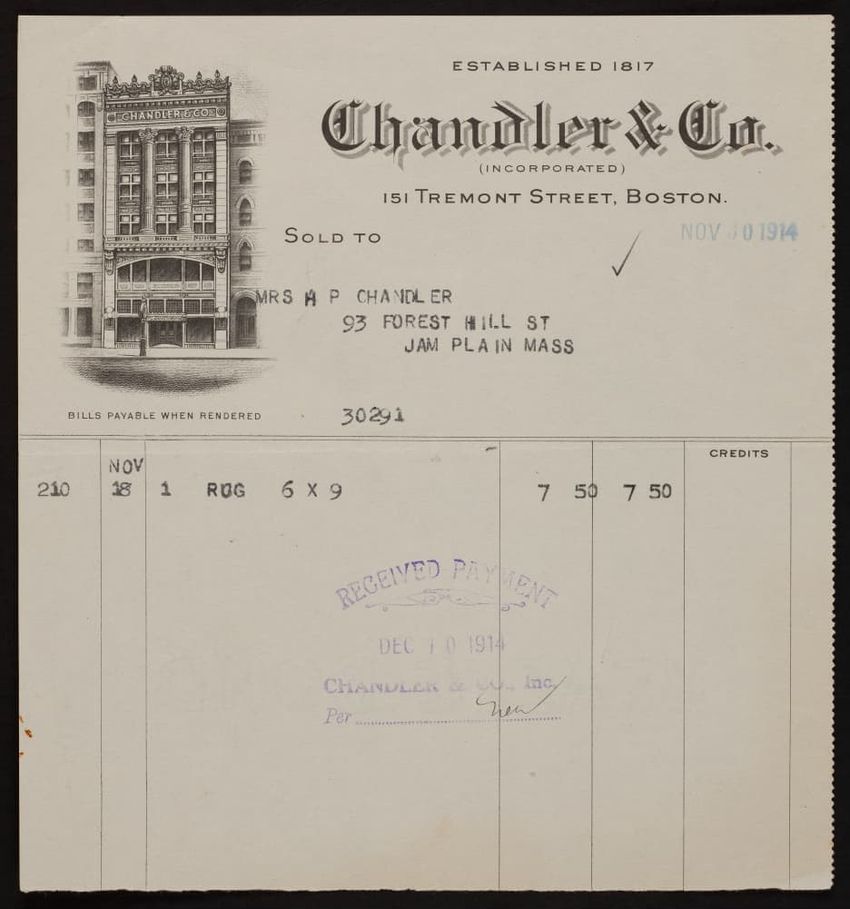 ESTABLISHED 1817
CHANDLER & CO.
Chandler & Co.
(INCORPORATED)
151 TREMONT STREET, BOSTON.
SOLD TO
NOV 30 1914
MRS H P CHANDLER
93 FOREST HILL ST
JAM PLAIN MASS
BILLS PAYABLE WHEN RENDERED
30291
CREDITS
NOV
210 18 1 RUG 6 X 9 7 50 7 50
RECEIVED PAYMENT
DEC 10 1914
CHANDLER & CO., Inc.
Per